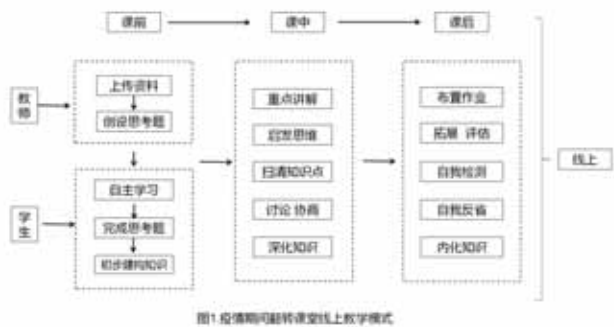 课前
课中
课后
教师
上传资料
创设思考题
学生
自主学习
完成思考题
初步建构知识
重点讲解
启发思维
扫清知识点
讨论 协商
深化知识
布置作业
拓展 评估
自我检测
自我反省
内化知识
线上
图1.疫情期间翻转课堂线上教学模式